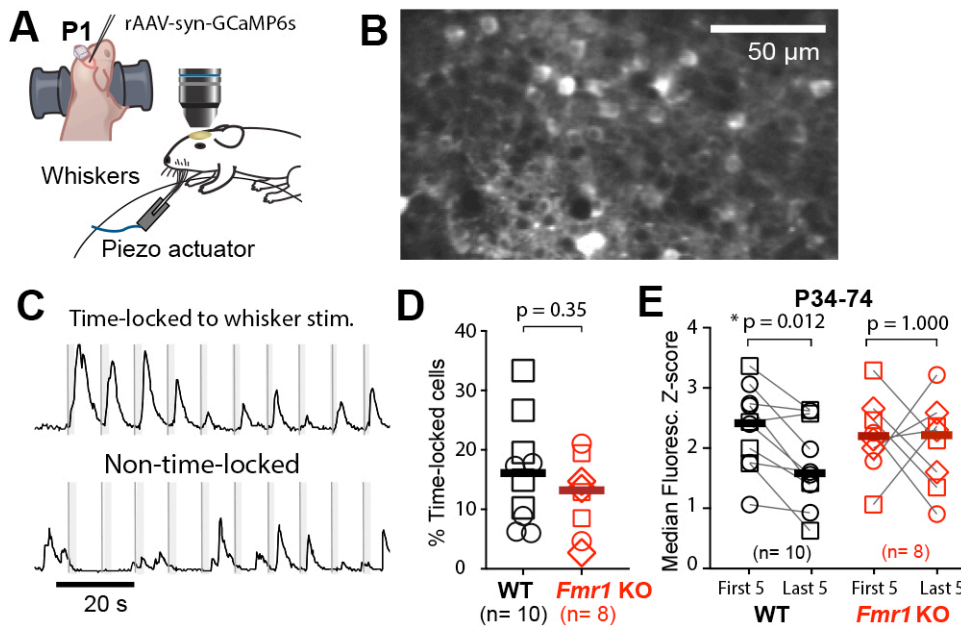 A
rAAV-syn-GCaMP6s
P1
Whiskers
Piezo actuator
B
50 µm
C
Time-locked to whisker stim.
Non-time-locked
20 s
D
p = 0.35
% Time-locked cells
40
30
20
10
0
WT
(n= 10)
Fmr1 KO
(n= 8)
E
P34-74
* p = 0.012
p = 1.000
Median Fluoresc. Z-score
4
3
2
1
0
(n= 10)
(n= 8)
First 5 Last 5 First 5 Last 5
WT
Fmr1 KO